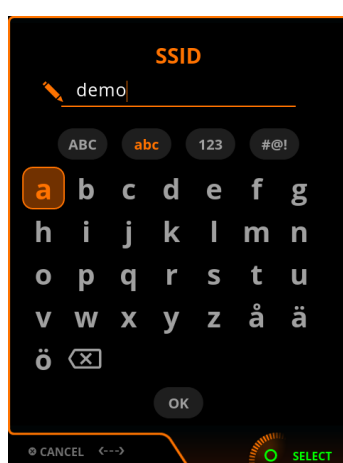 SSID
demo
ABC abc 123 #@!
a b c d e f g
h i j k l m n
o p q r s t u
v w x y z å ä
ö
OK
CANCEL <---> SELECT